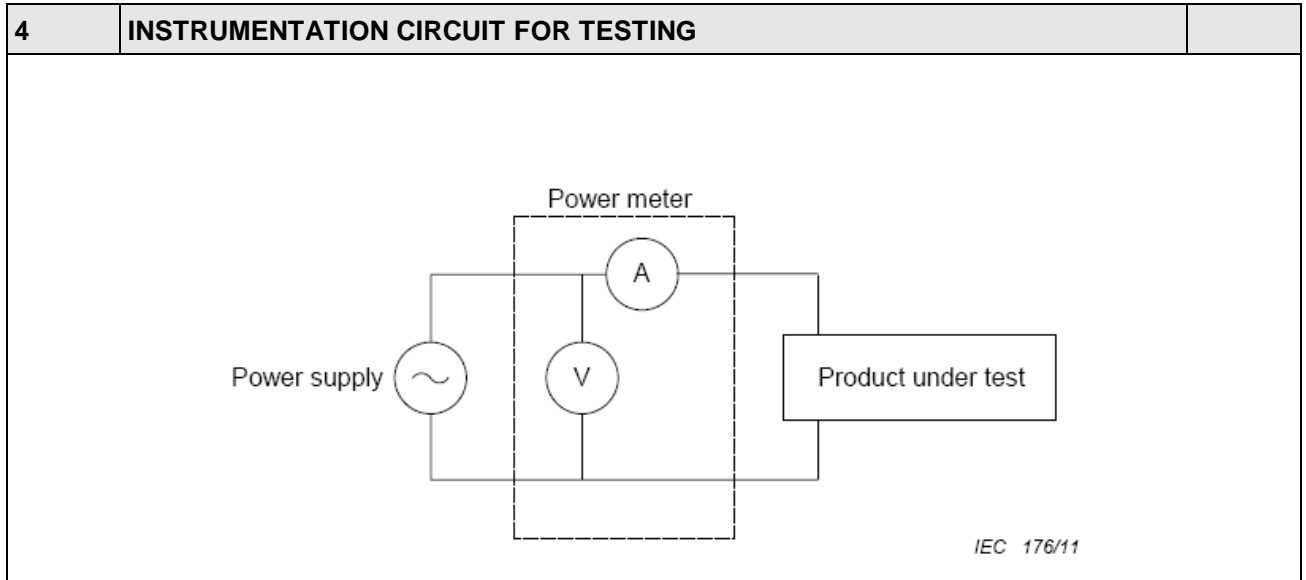 4 INSTRUMENTATION CIRCUIT FOR TESTING
Power meter
A
Power supply
V
Product under test
IEC 176/11